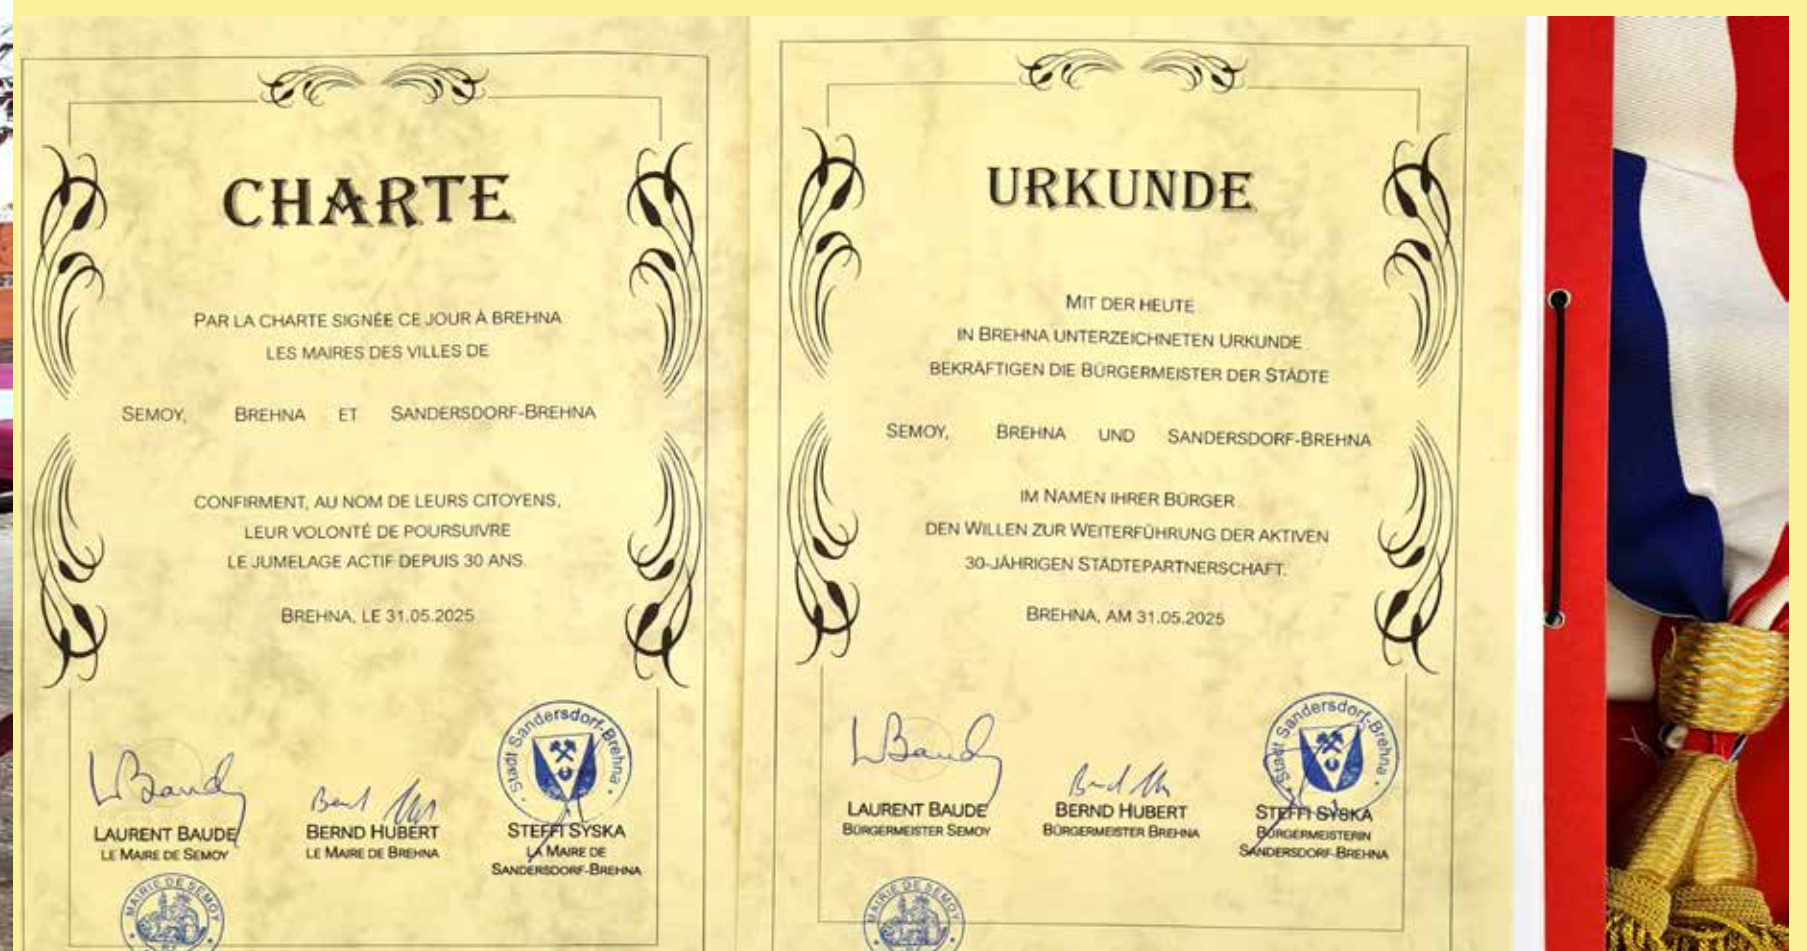 CHARTE
PAR LA CHARTE SIGNÉE CE JOUR À BREHNA
LES MAIRES DES VILLES DE
SEMOY, BREHNA ET SANDERSDORF-BREHNA
CONFIRMENT, AU NOM DE LEURS CITOYENS,
LEUR VOLONTÉ DE POURSUIVRE
LE JUMELAGE ACTIF DEPUIS 30 ANS.
BREHNA, LE 31.05.2025
Stadt Sandersdorf-Brehna
LAURENT BAUDE
LE MAIRE DE SEMOY
BERND HUBERT
LE MAIRE DE BREHNA
STEFFI SYSKA
LA MAIRE DE
SANDERSDORF-BREHNA
MAIRIE DE SEMOY
URKUNDE
MIT DER HEUTE
IN BREHNA UNTERZEICHNETEN URKUNDE
BEKRÄFTIGEN DIE BÜRGERMEISTER DER STÄDTE
SEMOY, BREHNA UND SANDERSDORF-BREHNA
IM NAMEN IHRER BÜRGER
DEN WILLEN ZUR WEITERFÜHRUNG DER AKTIVEN
30-JÄHRIGEN STÄDTEPARTNERSCHAFT.
BREHNA, AM 31.05.2025
Stadt Sandersdorf-Brehna
LAURENT BAUDE
BÜRGERMEISTER SEMOY
BERND HUBERT
BÜRGERMEISTER BREHNA
STEFFI SYSKA
BÜRGERMEISTERIN
SANDERSDORF-BREHNA
MAIRIE DE SEMOY